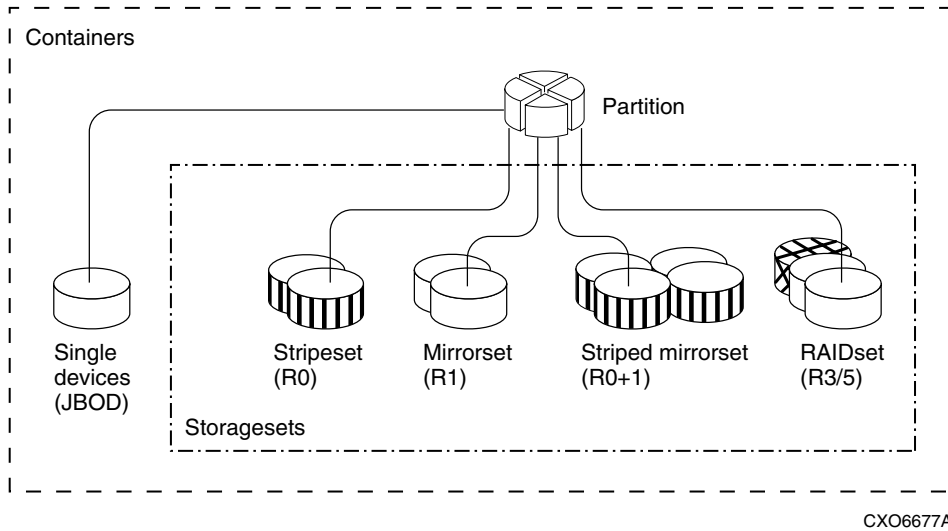 Containers
Partition
Single
devices
(JBOD)
Stripeset
(R0)
Mirrorset
(R1)
Striped mirrorset
(R0+1)
RAIDset
(R3/5)
Storagesets
CXO6677A